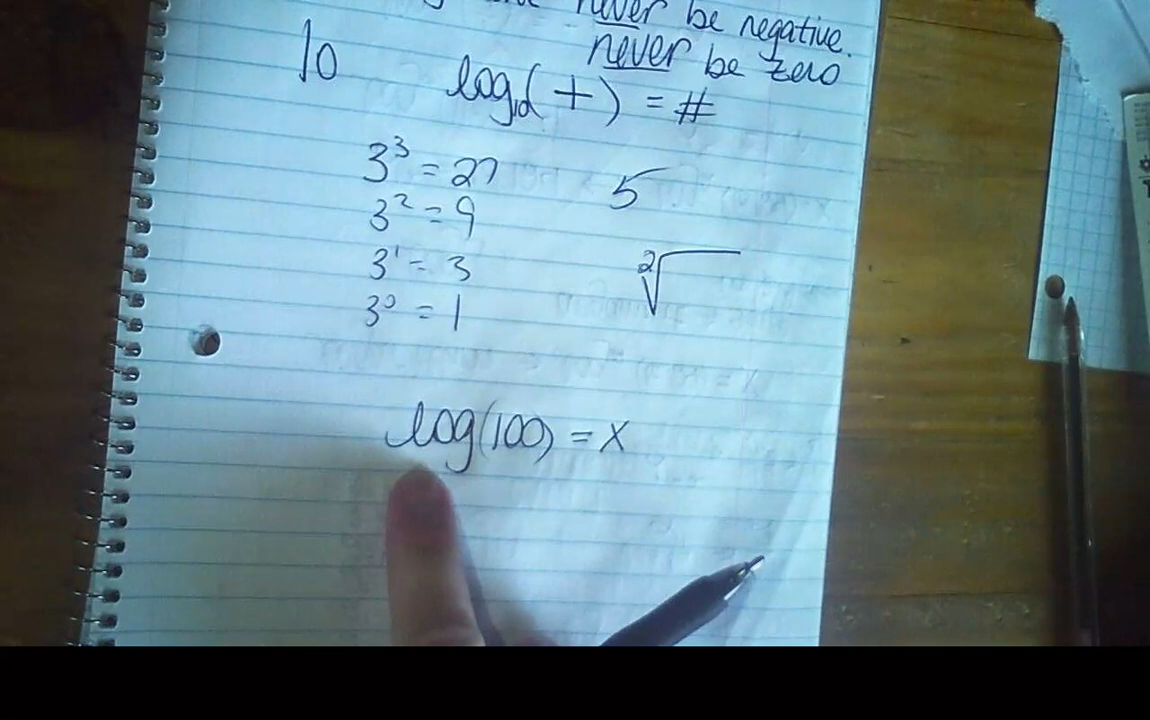 never be negative.
never be zero
10
log₁₀(+) = #
3³ = 27
5
3² = 9
3¹ = 3
2√
3⁰ = 1
log(100) = x